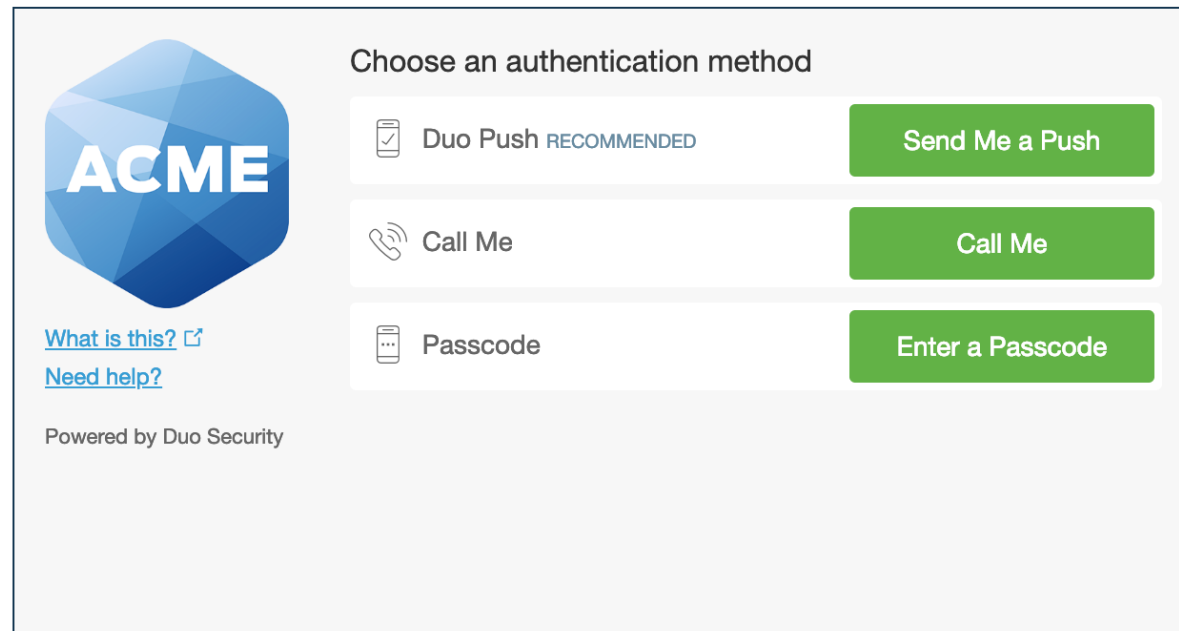 ACME
What is this?
Need help?
Powered by Duo Security
Choose an authentication method
Duo Push RECOMMENDED
Send Me a Push
Call Me
Call Me
Passcode
Enter a Passcode